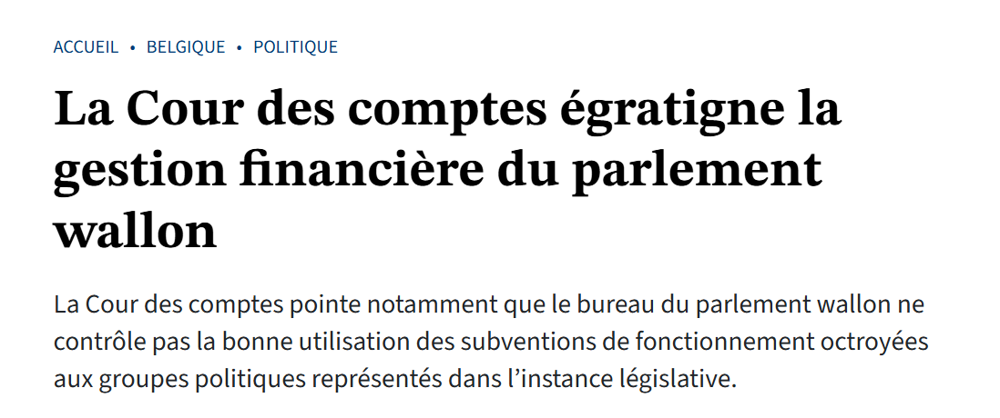 ACCUEIL • BELGIQUE • POLITIQUE
La Cour des comptes égratigne la
gestion financière du parlement
wallon
La Cour des comptes pointe notamment que le bureau du parlement wallon ne
contrôle pas la bonne utilisation des subventions de fonctionnement octroyées
aux groupes politiques représentés dans l’instance législative.